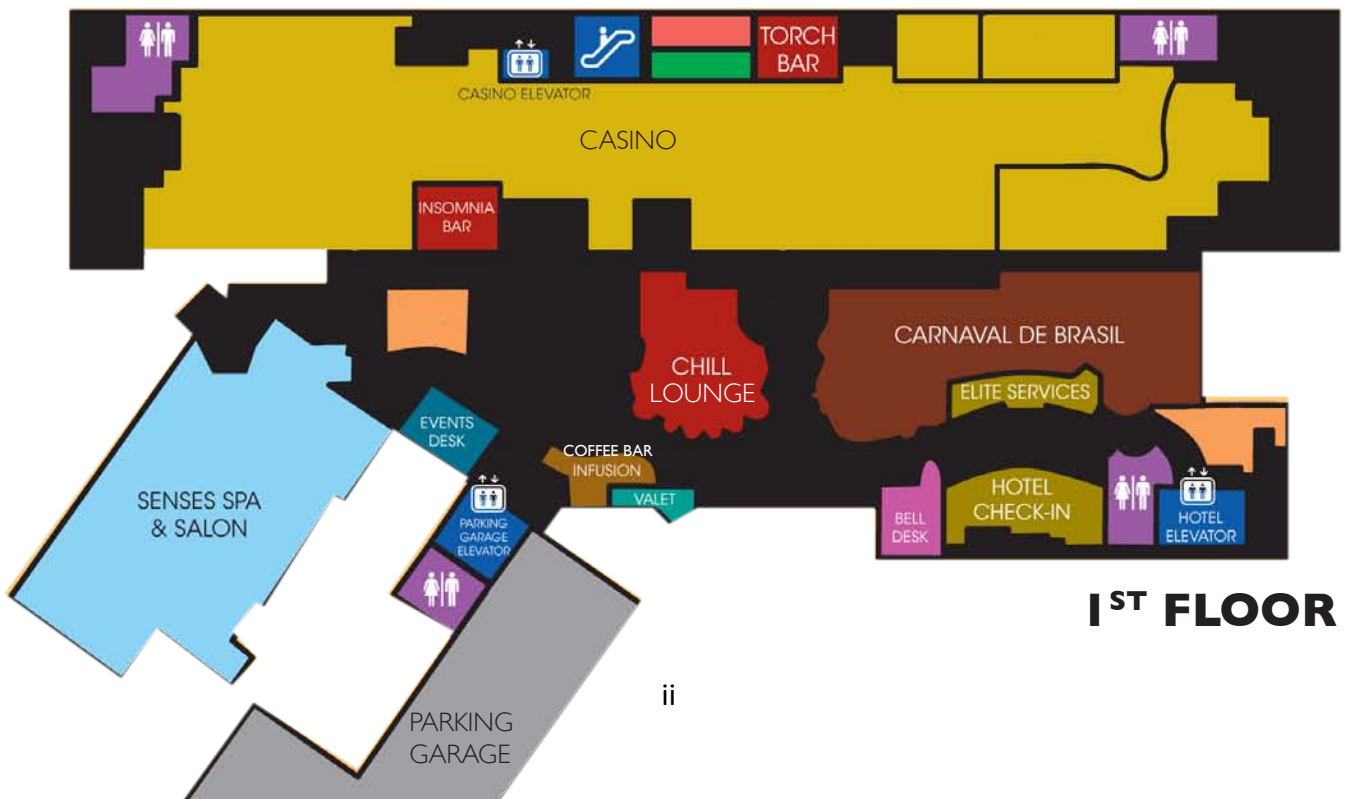 TORCH
BAR
CASINO ELEVATOR
CASINO
INSOMNIA
BAR
CARNAVAL DE BRASIL
CHILL
LOUNGE
ELITE SERVICES
EVENTS
DESK
COFFEE BAR
INFUSION
VALET
SENSES SPA
& SALON
HOTEL
CHECK-IN
BELL
DESK
HOTEL
ELEVATOR
PARKING
GARAGE
ELEVATOR
1ST FLOOR
ii
PARKING
GARAGE